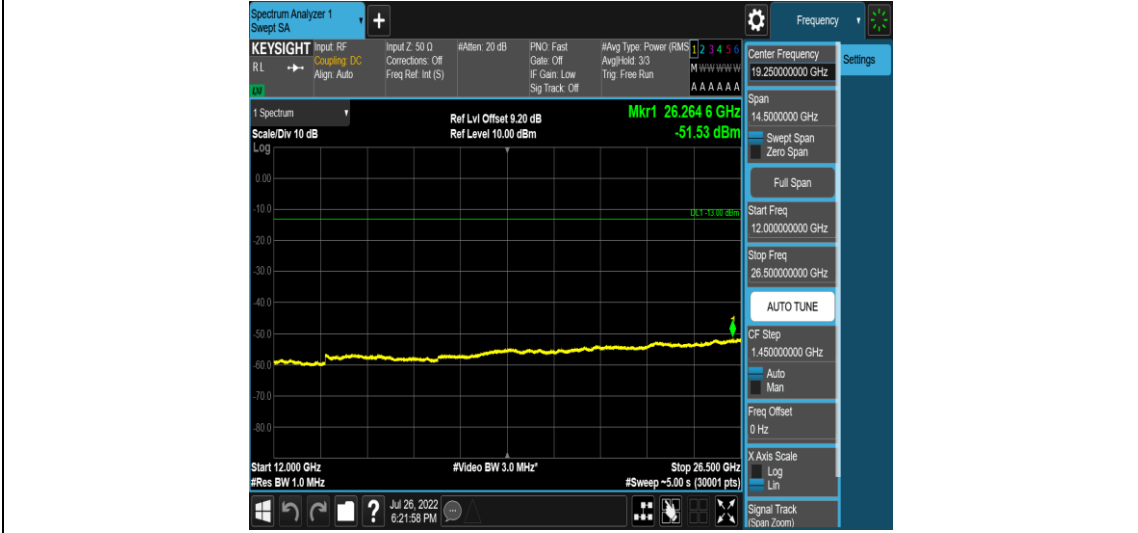 Spectrum Analyzer 1
Swept SA
Frequency
KEYSIGHT
RL
Input: RF
Coupling: DC
Align: Auto
Input Z: 50 Ω
Corrections: Off
Freq Ref: Int (S)
#Atten: 20 dB
PNO: Fast
Gate: Off
IF Gain: Low
Sig Track: Off
#Avg Type: Power (RMS
Avg|Hold: 3/3
Trig: Free Run
1 2 3 4 5 6
M W W W W W
A A A A A A
1 Spectrum
Scale/Div 10 dB
Log
Ref Lvl Offset 9.20 dB
Ref Level 10.00 dBm
Mkr1 26.264 6 GHz
-51.53 dBm
0.00
-10.0
-20.0
-30.0
-40.0
-50.0
-60.0
-70.0
-80.0
DL1 -13.00 dBm
1
Start 12.000 GHz
#Res BW 1.0 MHz
#Video BW 3.0 MHz*
Stop 26.500 GHz
#Sweep ~5.00 s (30001 pts)
Center Frequency
19.250000000 GHz
Settings
Span
14.5000000 GHz
Swept Span
Zero Span
Full Span
Start Freq
12.000000000 GHz
Stop Freq
26.500000000 GHz
AUTO TUNE
CF Step
1.450000000 GHz
Auto
Man
Freq Offset
0 Hz
X Axis Scale
Log
Lin
Signal Track
(Span Zoom)
?
Jul 26, 2022
6:21:58 PM